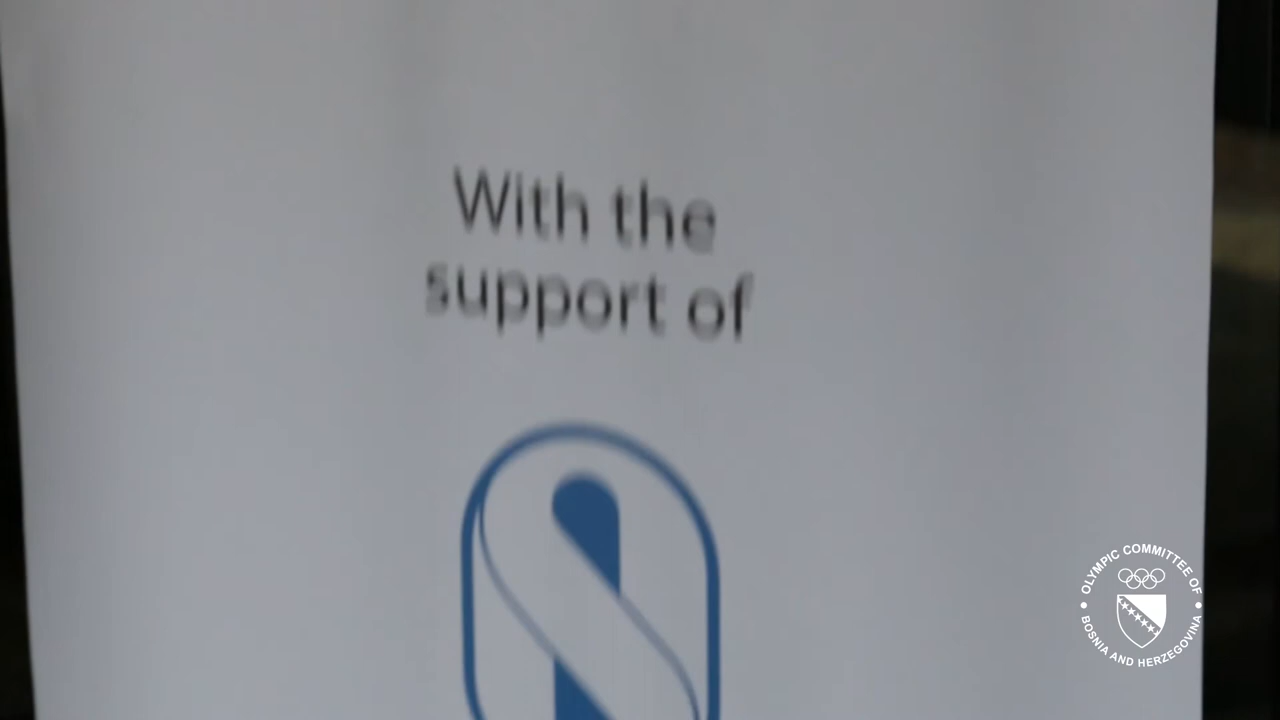 With the
support of
OLYMPIC COMMITTEE OF
BOSNIA AND HERZEGOVINA